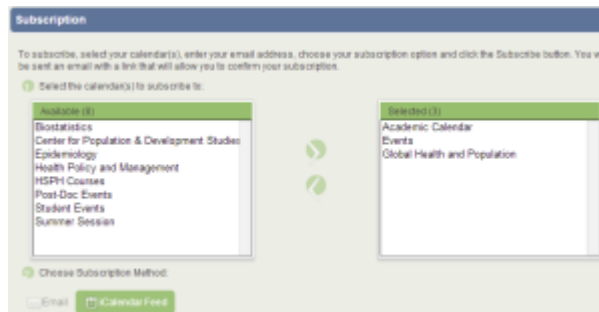 Subscription
To subscribe, select your calendar(s), enter your email address, choose your subscription option and click the Subscribe button. You w
be sent an email with a link that will allow you to confirm your subscription.
Select the calendar(s) to subscribe to:
Available (8)
Biostatistics
Center for Population & Development Studies
Epidemiology
Health Policy and Management
HSPH Courses
Post-Doc Events
Student Events
Summer Session
Selected (3)
Academic Calendar
Events
Global Health and Population
Choose Subscription Method:
Email
iCalendar Feed